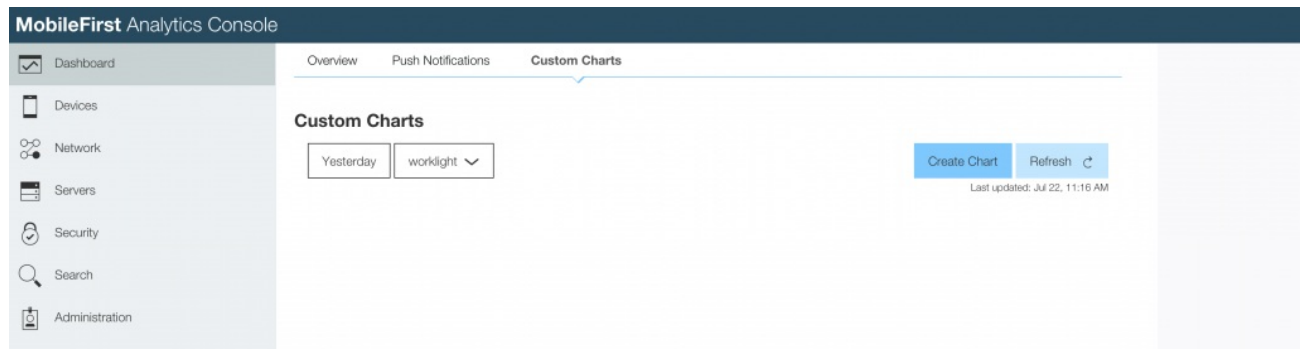 MobileFirst Analytics Console
Dashboard
Devices
Network
Servers
Security
Search
Administration
Overview Push Notifications Custom Charts
Custom Charts
Yesterday worklight
Create Chart Refresh
Last updated: Jul 22, 11:16 AM